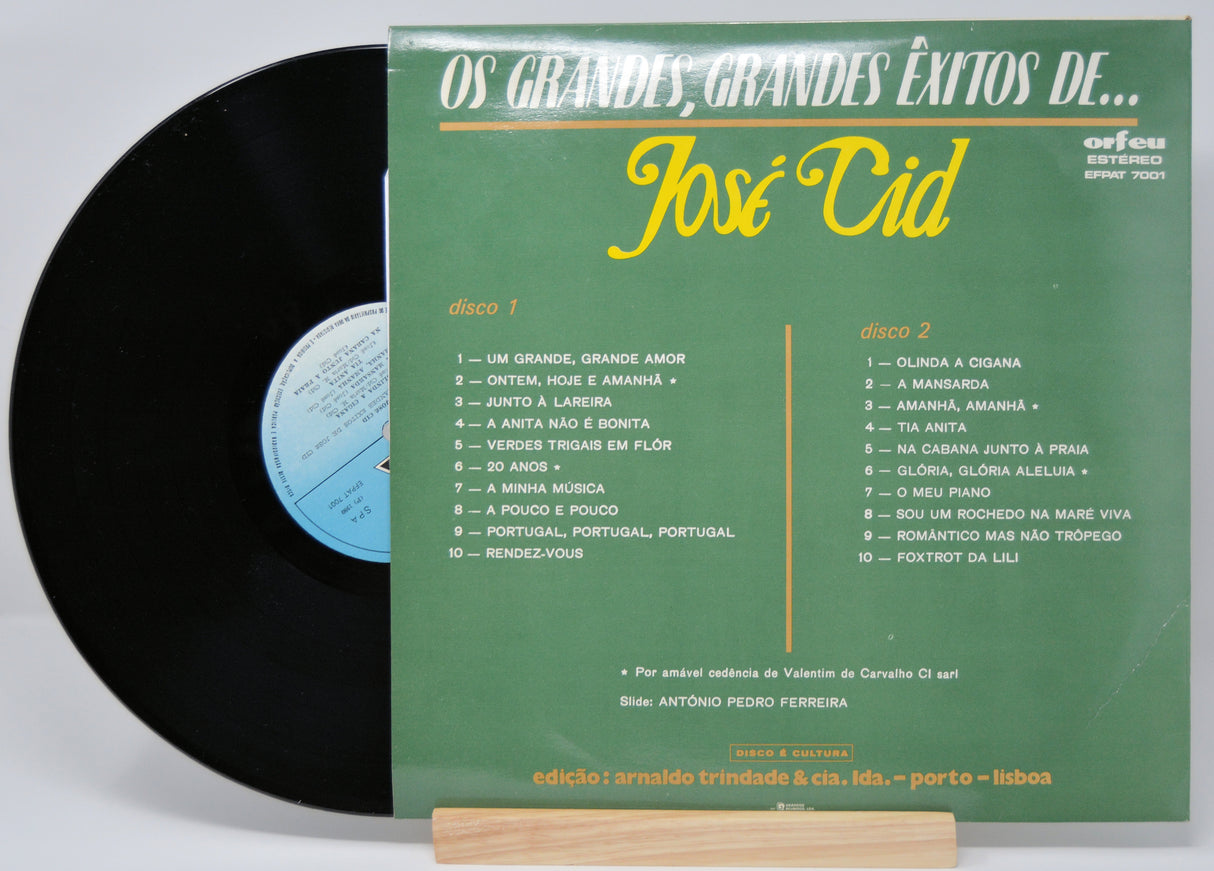 OS GRANDES, GRANDES ÊXITOS DE...
José Cid
orfeu
ESTÉREO
EFPAT 7001
disco 1
1 — UM GRANDE, GRANDE AMOR
2 — ONTEM, HOJE E AMANHÃ *
3 — JUNTO À LAREIRA
4 — A ANITA NÃO É BONITA
5 — VERDES TRIGAIS EM FLÓR
6 — 20 ANOS *
7 — A MINHA MÚSICA
8 — A POUCO E POUCO
9 — PORTUGAL, PORTUGAL, PORTUGAL
10 — RENDEZ-VOUS
disco 2
1 — OLINDA A CIGANA
2 — A MANSARDA
3 — AMANHÃ, AMANHÃ *
4 — TIA ANITA
5 — NA CABANA JUNTO À PRAIA
6 — GLÓRIA, GLÓRIA ALELUIA *
7 — O MEU PIANO
8 — SOU UM ROCHEDO NA MARÉ VIVA
9 — ROMÂNTICO MAS NÃO TRÔPEGO
10 — FOXTROT DA LILI
* Por amável cedência de Valentim de Carvalho CI sarl
Slide: ANTÓNIO PEDRO FERREIRA
DISCO É CULTURA
edição: arnaldo trindade & cia. lda. – porto – lisboa
SPA
EFPAT 7001